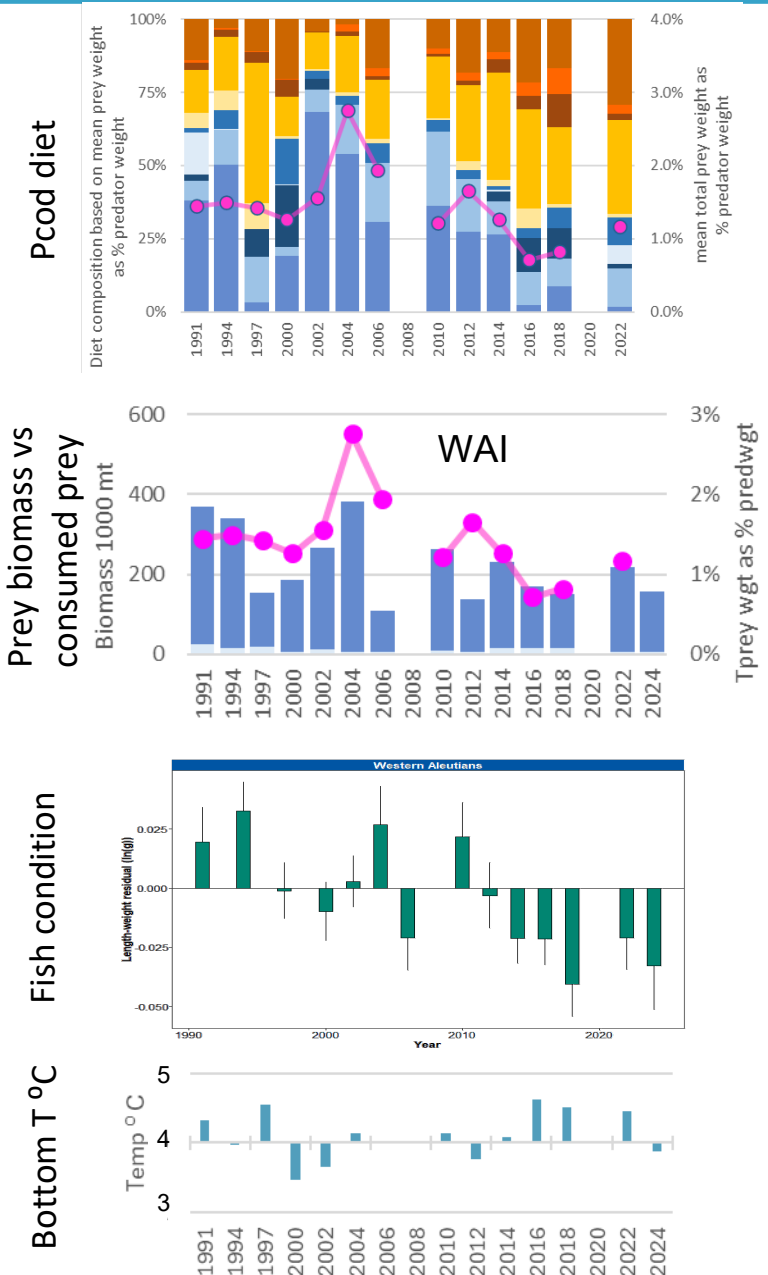 Pcod diet
Diet composition based on mean prey weight
as % predator weight
100%
75%
50%
25%
0%
4.0%
3.0%
2.0%
1.0%
0.0%
mean total prey weight as
% predator weight
1991 1994 1997 2000 2002 2004 2006 2008 2010 2012 2014 2016 2018 2020 2022
Prey biomass vs
consumed prey
Biomass 1000 mt
600
400
200
0
WAI
3%
2%
1%
0%
Tprey wgt as % predwgt
1991 1994 1997 2000 2002 2004 2006 2008 2010 2012 2014 2016 2018 2020 2022 2024
Fish condition
Western Aleutians
Length-weight residual (ln(g))
0.025
0.000
-0.025
-0.050
1990 2000 2010 2020
Year
Bottom T ⁰C
Temp ⁰ C
5
4
3
1991 1994 1997 2000 2002 2004 2006 2008 2010 2012 2014 2016 2018 2020 2022 2024